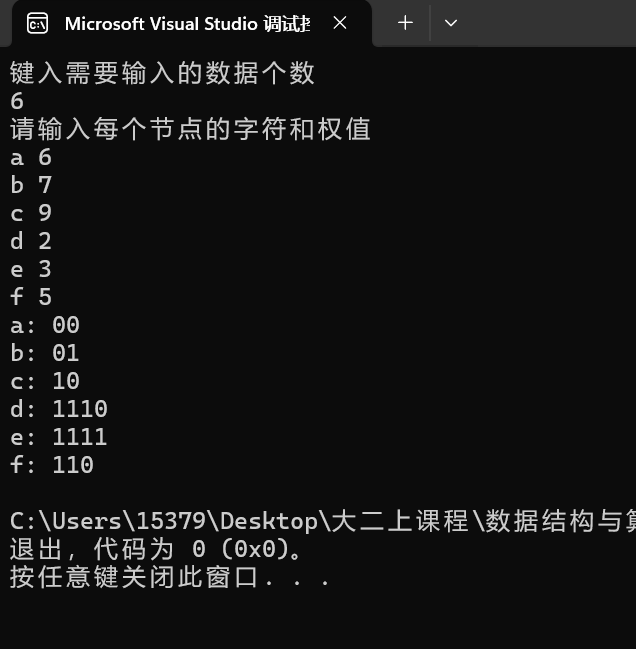 Microsoft Visual Studio 调试
键入需要输入的数据个数
6
请输入每个节点的字符和权值
a 6
b 7
c 9
d 2
e 3
f 5
a: 00
b: 01
c: 10
d: 1110
e: 1111
f: 110
C:\Users\15379\Desktop\大二上课程\数据结构与算
退出，代码为 0 (0x0)。
按任意键关闭此窗口. . .